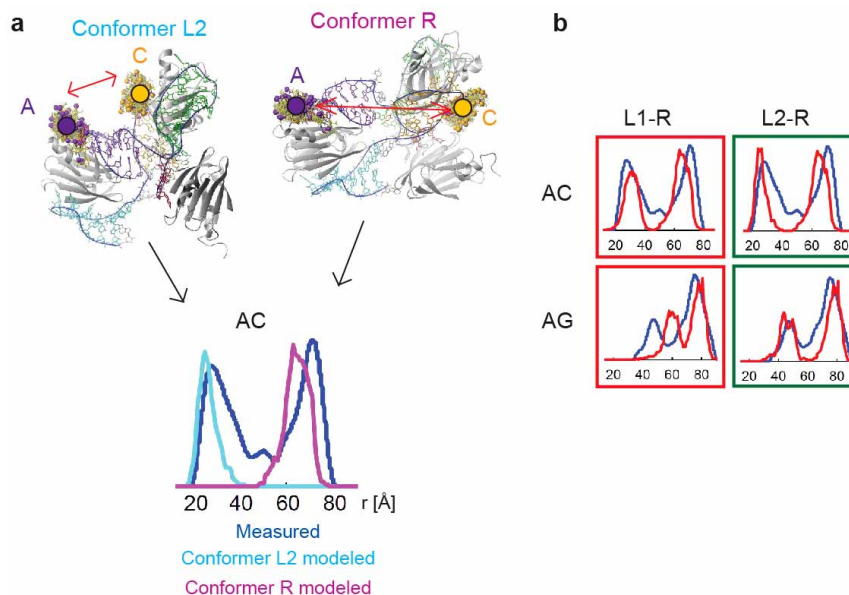 a
Conformer L2
Conformer R
C
A
A
C
AC
20 40 60 80 r [Å]
Measured
Conformer L2 modeled
Conformer R modeled
b
L1-R L2-R
AC
20 40 60 80 20 40 60 80
AG
20 40 60 80 20 40 60 80